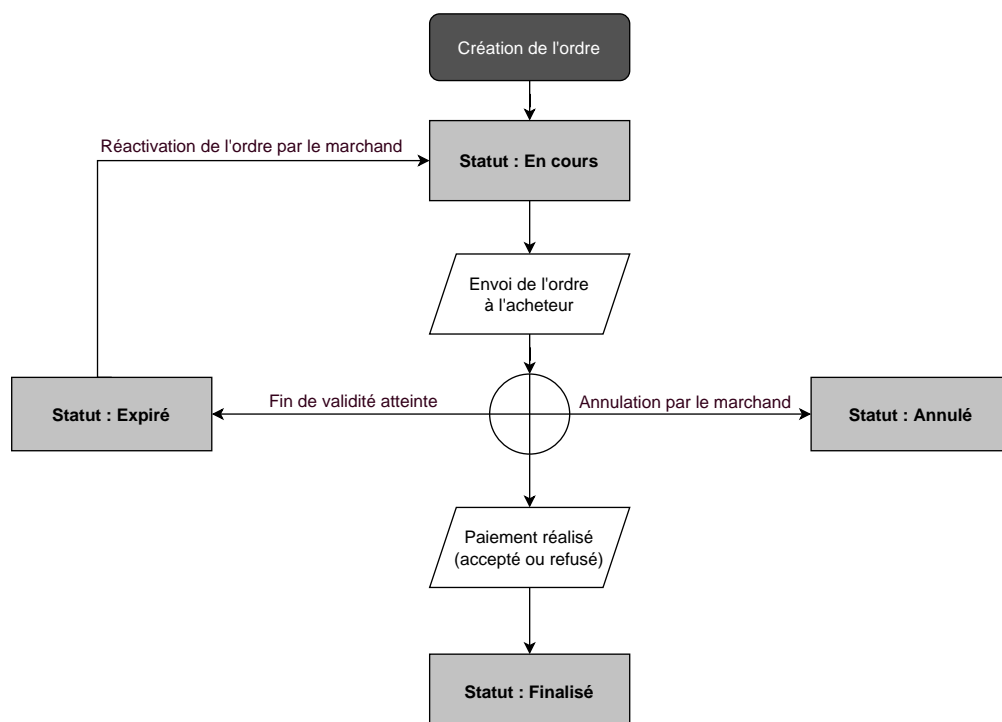 Création de l'ordre
Réactivation de l'ordre par le marchand
Statut : En cours
Envoi de l'ordre
à l'acheteur
Statut : Expiré
Fin de validité atteinte
Annulation par le marchand
Statut : Annulé
Paiement réalisé
(accepté ou refusé)
Statut : Finalisé